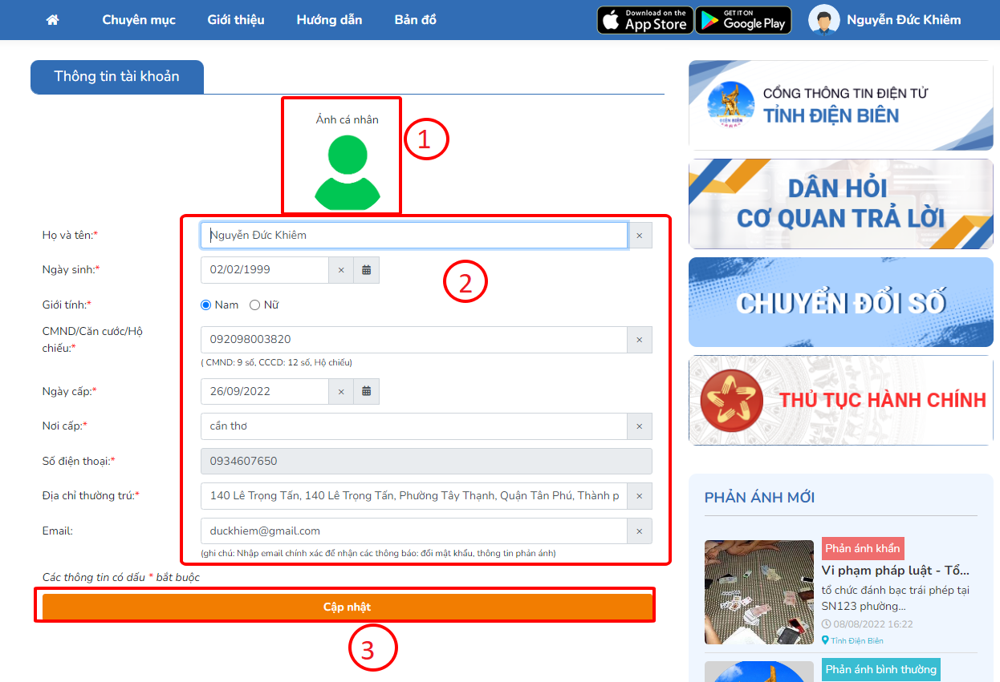 Chuyên mục
Giới thiệu
Hướng dẫn
Bản đồ
Download on the
App Store
GET IT ON
Google Play
Nguyễn Đức Khiêm
Thông tin tài khoản
Ảnh cá nhân
1
Họ và tên:*
Nguyễn Đức Khiêm
×
Ngày sinh:*
02/02/1999
×
2
Giới tính:*
Nam
Nữ
CMND/Căn cước/Hộ
chiếu:*
092098003820
×
( CMND: 9 số, CCCD: 12 số, Hộ chiếu)
Ngày cấp:*
26/09/2022
×
Nơi cấp:*
cần thơ
×
Số điện thoại:*
0934607650
Địa chỉ thường trú:*
140 Lê Trọng Tấn, 140 Lê Trọng Tấn, Phường Tây Thạnh, Quận Tân Phú, Thành p
×
Email:
duckhiem@gmail.com
×
(ghi chú: Nhập email chính xác để nhận các thông báo: đổi mật khẩu, thông tin phản ánh)
Các thông tin có dấu * bắt buộc
Cập nhật
3
CỔNG THÔNG TIN ĐIỆN TỬ
TỈNH ĐIỆN BIÊN
ĐIỆN BIÊN
DÂN HỎI
CƠ QUAN TRẢ LỜI
CHUYỂN ĐỔI SỐ
THỦ TỤC HÀNH CHÍNH
PHẢN ÁNH MỚI
Phản ánh khẩn
Vi phạm pháp luật - Tổ...
tổ chức đánh bạc trái phép tại
SN123 phường...
08/08/2022 16:22
Tỉnh Điện Biên
Phản ánh bình thường